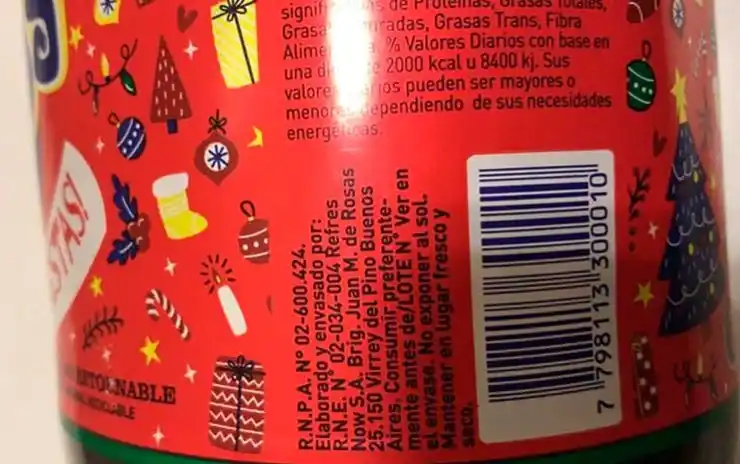 de Proteínas, Grasas Totales,
Grasas Trans, Fibra
% Valores Diarios con base en
una 2000 kcal u 8400 kj. Sus
pueden ser mayores o
dependiendo de sus necesidades
energéticas.
R.N.P.A. N° 02-600.424.
Elaborado y envasado por:
R.N.E. N° 02-034-004 Refres
Now S.A. Brig. Juan M. de Rosas
25.150 Virrey del Pino Buenos
Aires. Consumir preferente-
mente antes de/LOTE N° Ver en
el envase. No exponer al sol.
Mantener en lugar fresco y
seco.
7 798113 300010